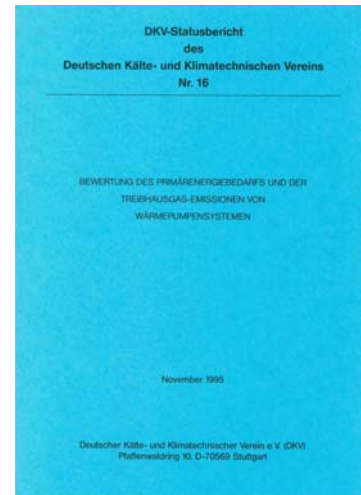 DKV-Statusbericht
des
Deutschen Kälte- und Klimatechnischen Vereins
Nr. 16
BEWERTUNG DES PRIMÄRENERGIEBEDARFS UND DER
TREIBHAUSGAS-EMISSIONEN VON
WÄRMEPUMPENSYSTEMEN
November 1995
Deutscher Kälte- und Klimatechnischer Verein e.V. (DKV)
Pfaffenwaldring 10, D-70569 Stuttgart